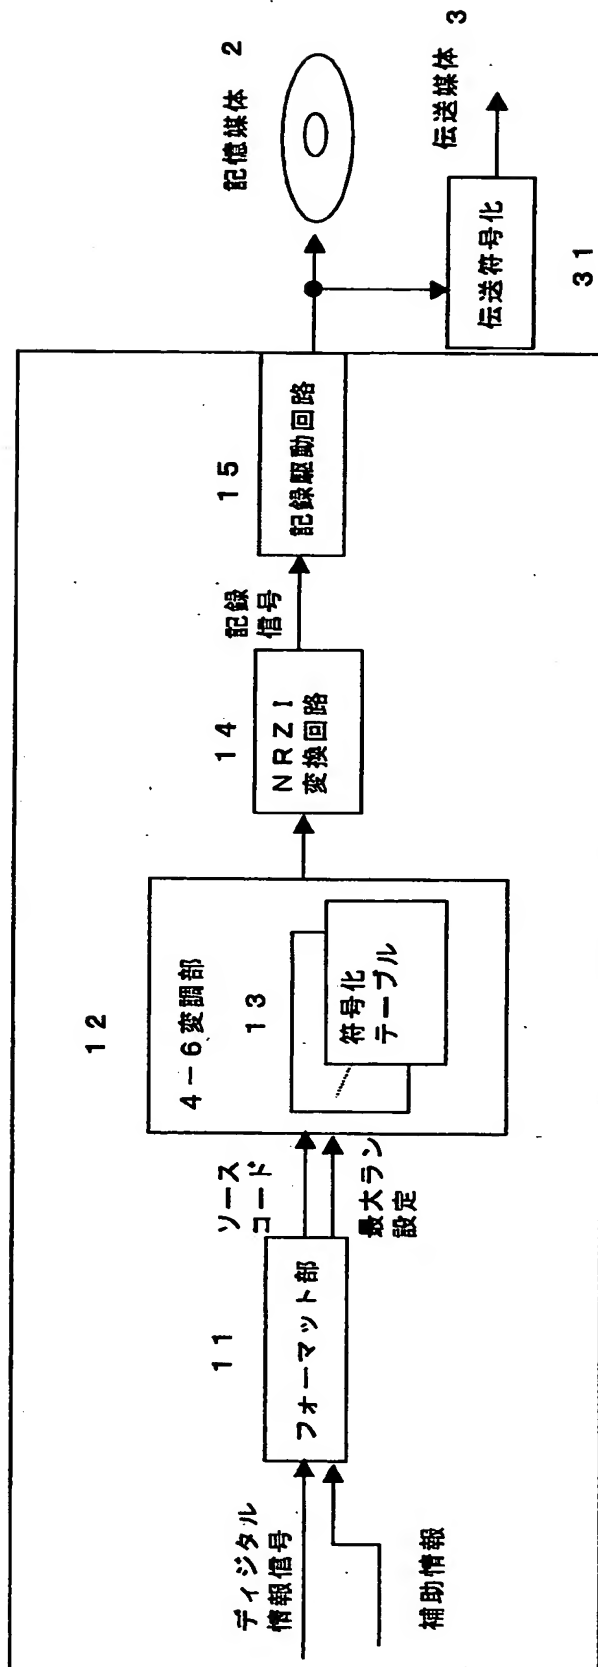 ディジタル
情報信号
補助情報
11
フォーマット部
ソース
コード
最大ラン
設定
12
4－6変調部
13
符号化
テーブル
14
NRZI
変換回路
記録
信号
15
記録駆動回路
記憶媒体 2
伝送媒体 3
伝送符号化
31